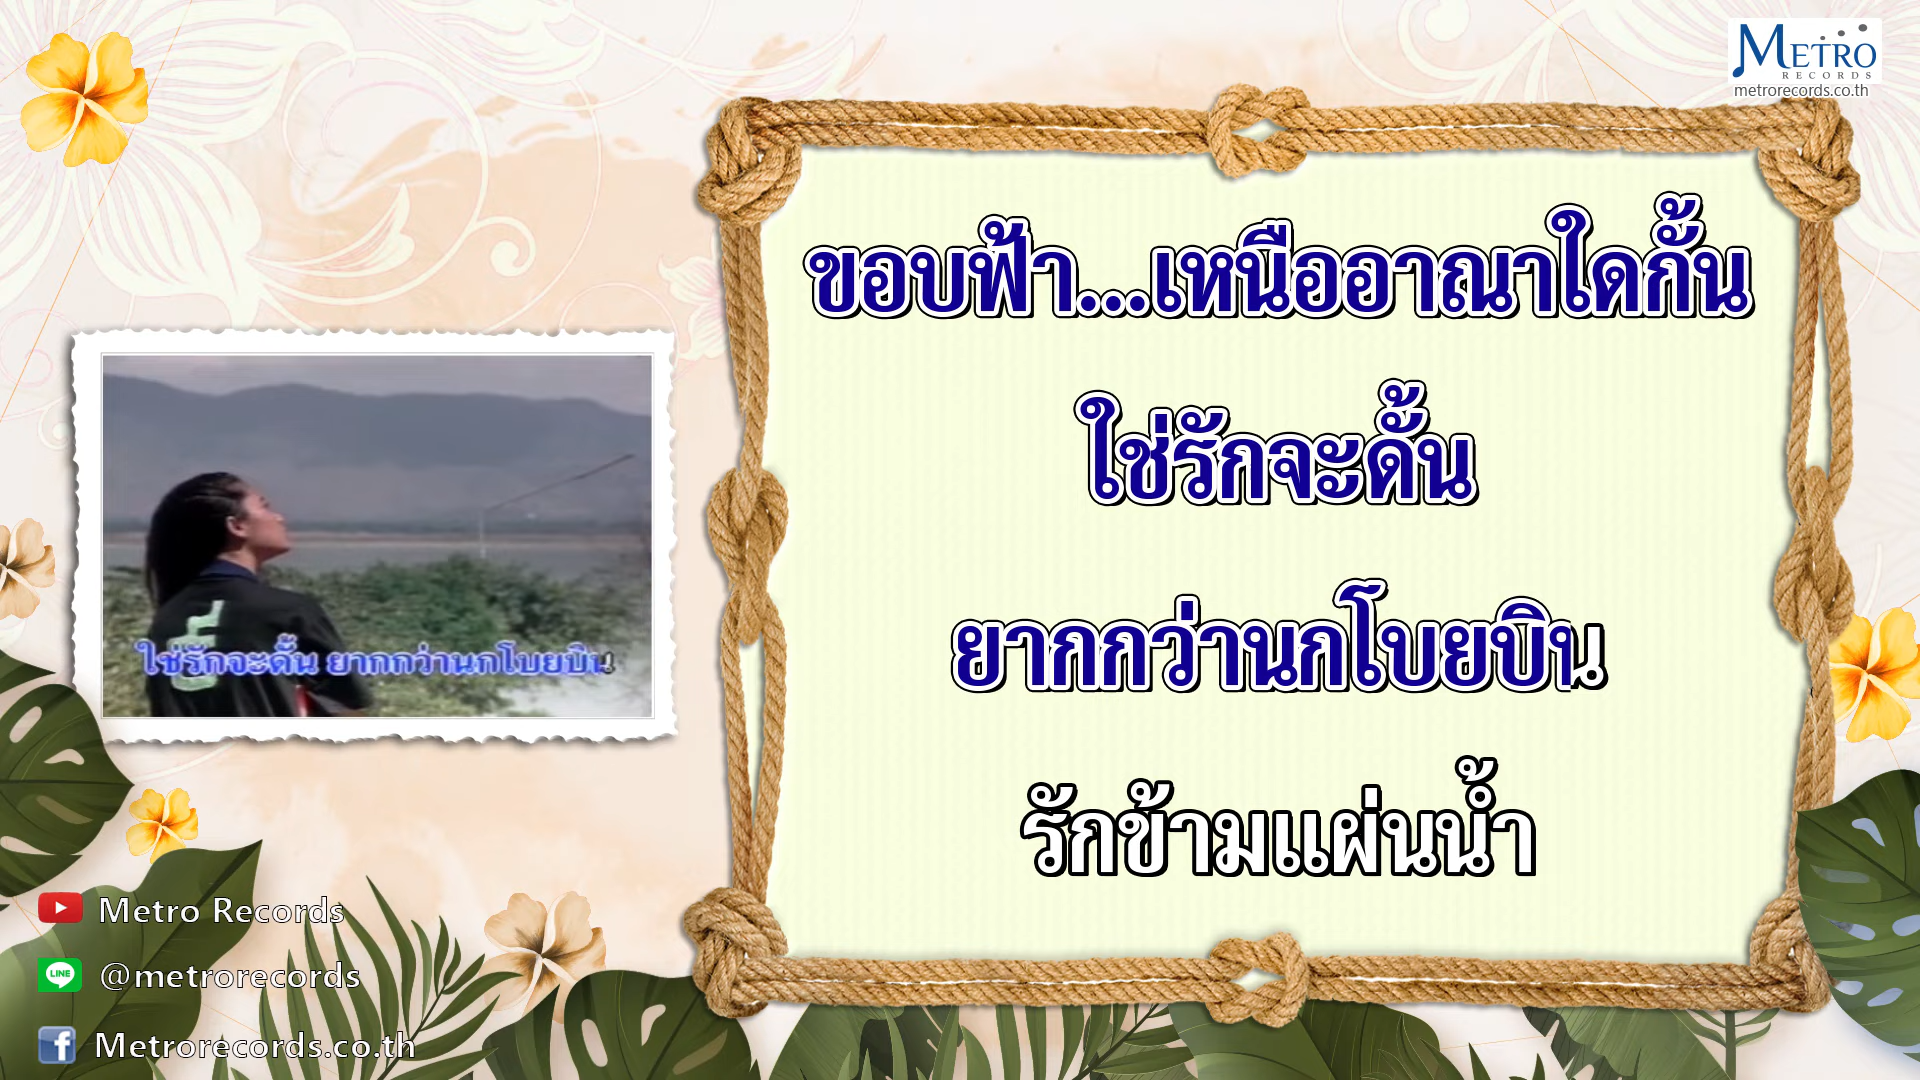 METRO
RECORDS
metrorecords.co.th
ขอบฟ้า...เหนืออาณาใดกั้น
ใช่รักจะดั้น
ยากกว่านกโบยบิน
รักข้ามแผ่นน้ำ
ใช่รักจะดั้น ยากกว่านกโบยบิน
Metro Records
LINE
@metrorecords
Metrorecords.co.th